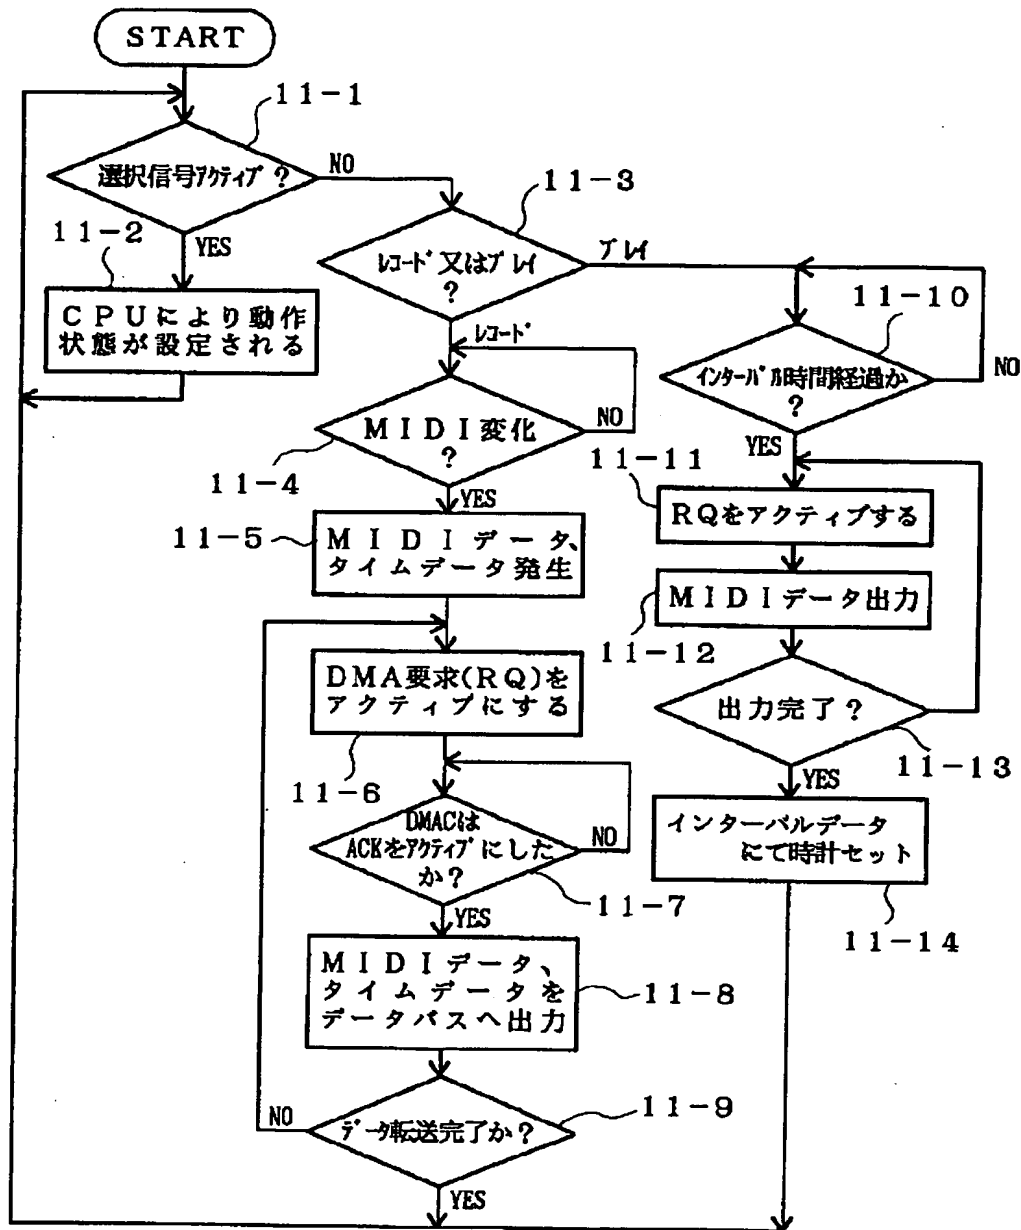 START
11-1
選択信号アクティブ?
NO
11-3
11-2
YES
レコード又はプレイ
?
プレイ
CPUにより動作
状態が設定される
レコード
11-10
インターバル時間経過か
?
NO
MIDI変化
?
NO
11-4
YES
YES
11-11
RQをアクティブする
11-5
MIDIデータ、
タイムデータ発生
MIDIデータ出力
11-12
DMA要求(RQ)を
アクティブにする
出力完了?
11-6
11-13
YES
DMACは
ACKをアクティブにした
か?
NO
インターバルデータ
にて時計セット
11-7
YES
11-14
MIDIデータ、
タイムデータを
データバスへ出力
11-8
11-9
NO
データ転送完了か?
YES